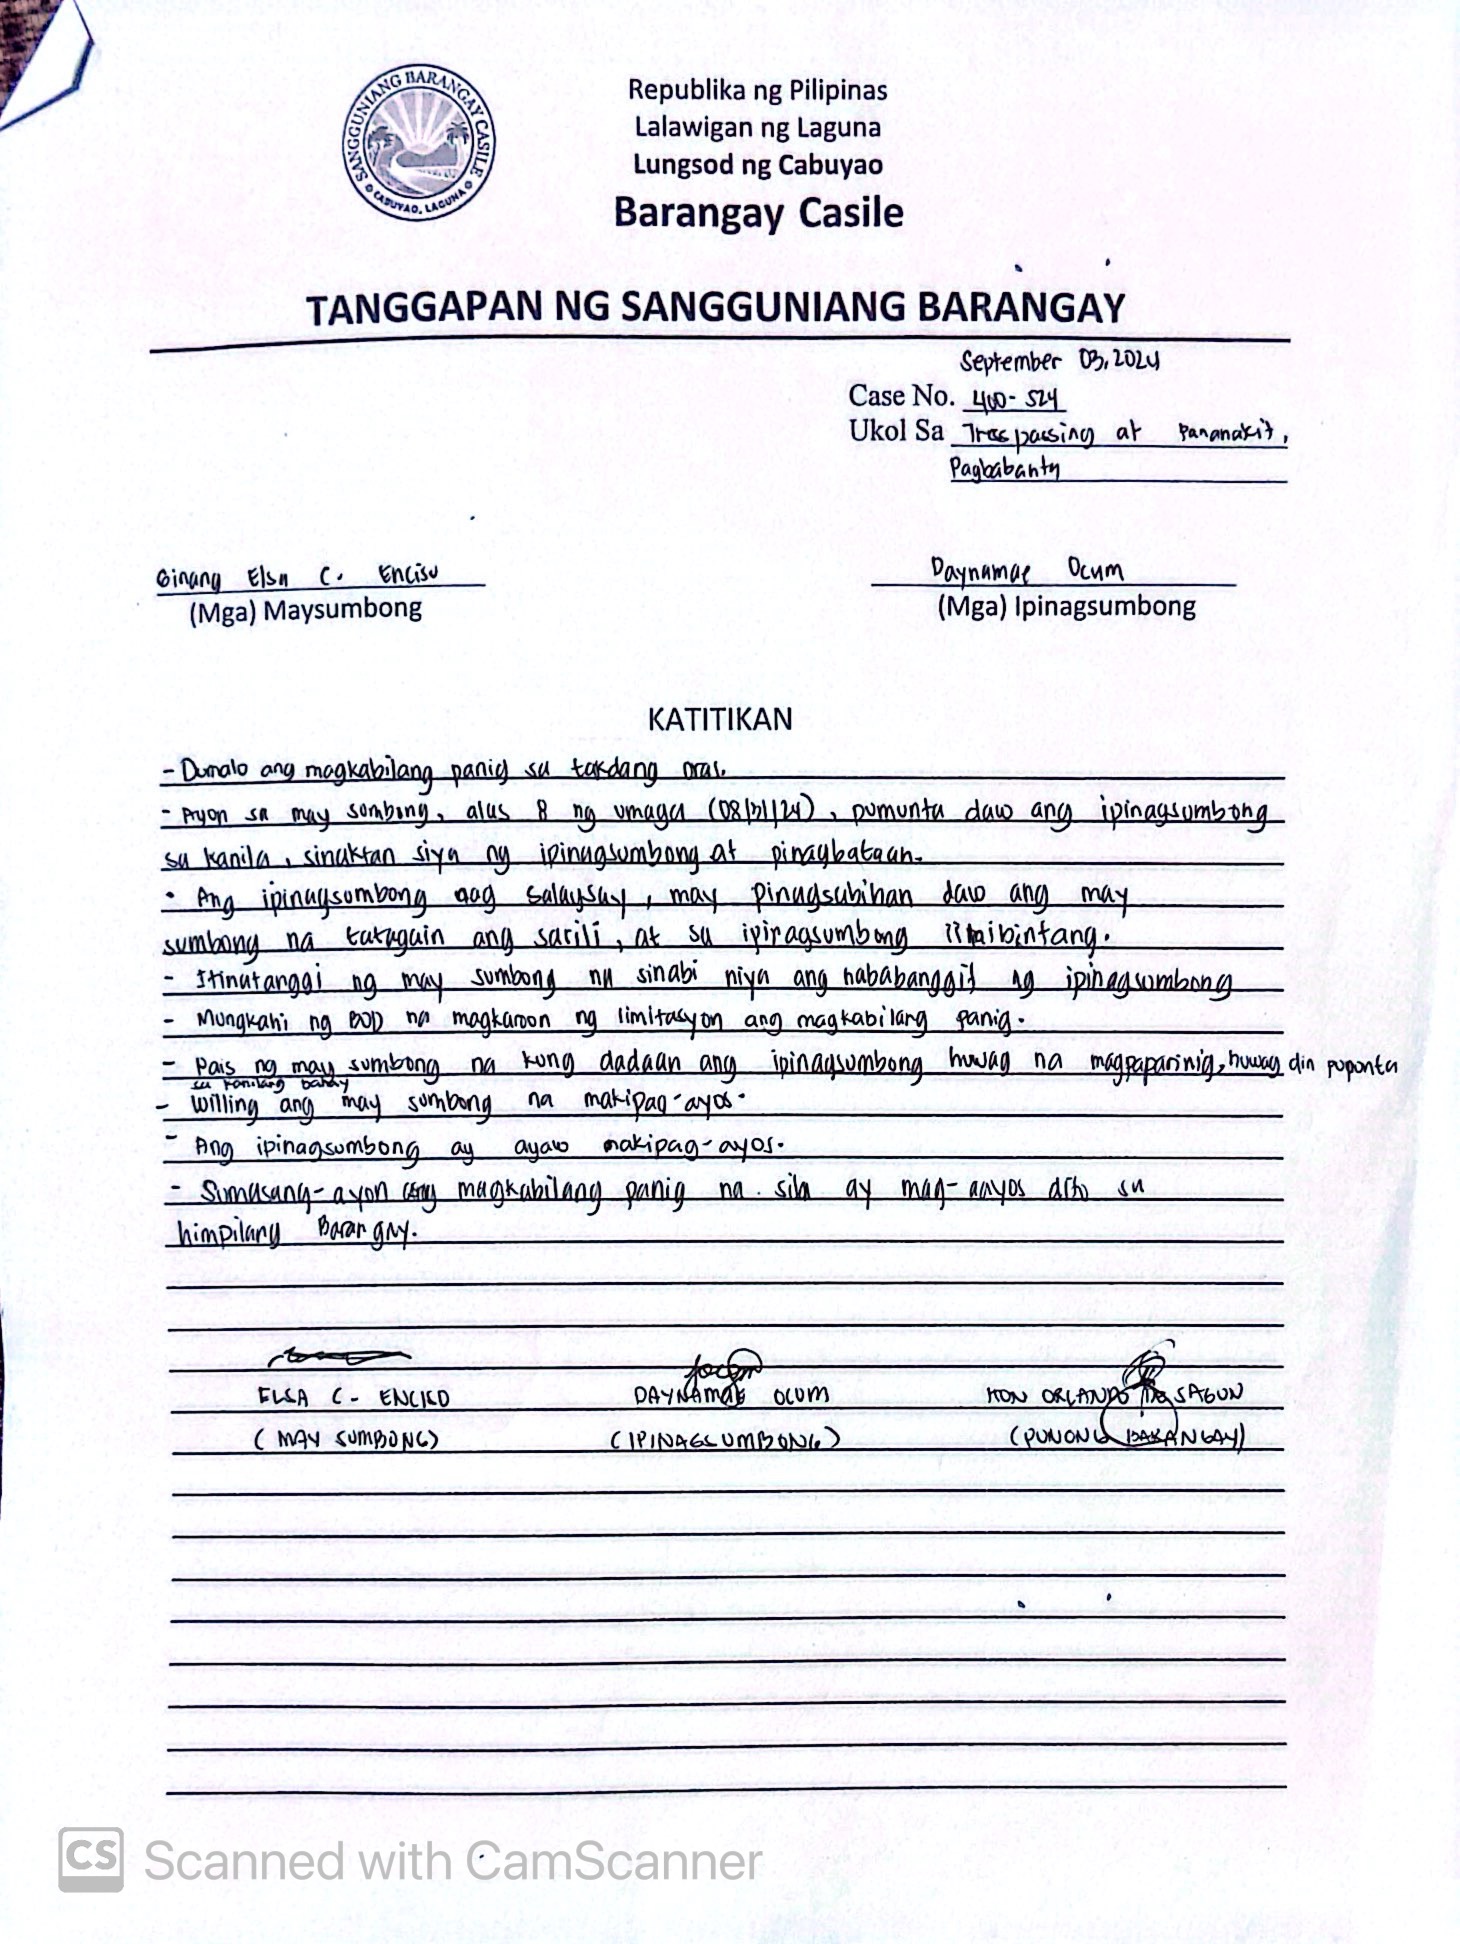 SANGGUNIANG BARANGAY CASILE
CABUYAO, LAGUNA
Republika ng Pilipinas
Lalawigan ng Laguna
Lungsod ng Cabuyao
Barangay Casile
TANGGAPAN NG SANGGUNIANG BARANGAY
September 03, 2024
Case No. 400-524
Ukol Sa Trespassing at Pananakit,
Pagbabanta
Ginang Elsa C. Enciso
Daynamae Ocum
(Mga) Maysumbong
(Mga) Ipinagsumbong
KATITIKAN
- Dumalo ang magkabilang panig sa takdang oras.
- Ayon sa may sumbong, alas 8 ng umaga (08/31/24), pumunta daw ang ipinagsumbong
sa kanila, sinaktan siya ng ipinagsumbong at pinagbataan.
- Ang ipinagsumbong nag salaysay, may pinagsabihan daw ang may
sumbong na tatagain ang sarili, at sa ipinagsumbong ibibintang.
- Itinatanggi ng may sumbong na sinabi niya ang nababanggit ng ipinagsumbong
- Mungkahi ng BOD na magkaroon ng limitasyon ang magkabilang panig.
- Pais ng may sumbong na kung dadaan ang ipinagsumbong huwag na magpaparinig, huwag din puponta
sa kanilang bahay
- Willing ang may sumbong na makipag-ayos.
- Ang ipinagsumbong ay ayaw makipag-ayos.
- Sumasang-ayon ang magkabilang panig na sila ay mag-aayos dito sa
himpilang Barangay.
ELSA C. ENCISO
DAYNAMAE OCUM
HON ORLANDO SAGUN
(MAY SUMBONG)
(IPINAGSUMBONG)
(PUNONG BARANGAY)
CS Scanned with CamScanner